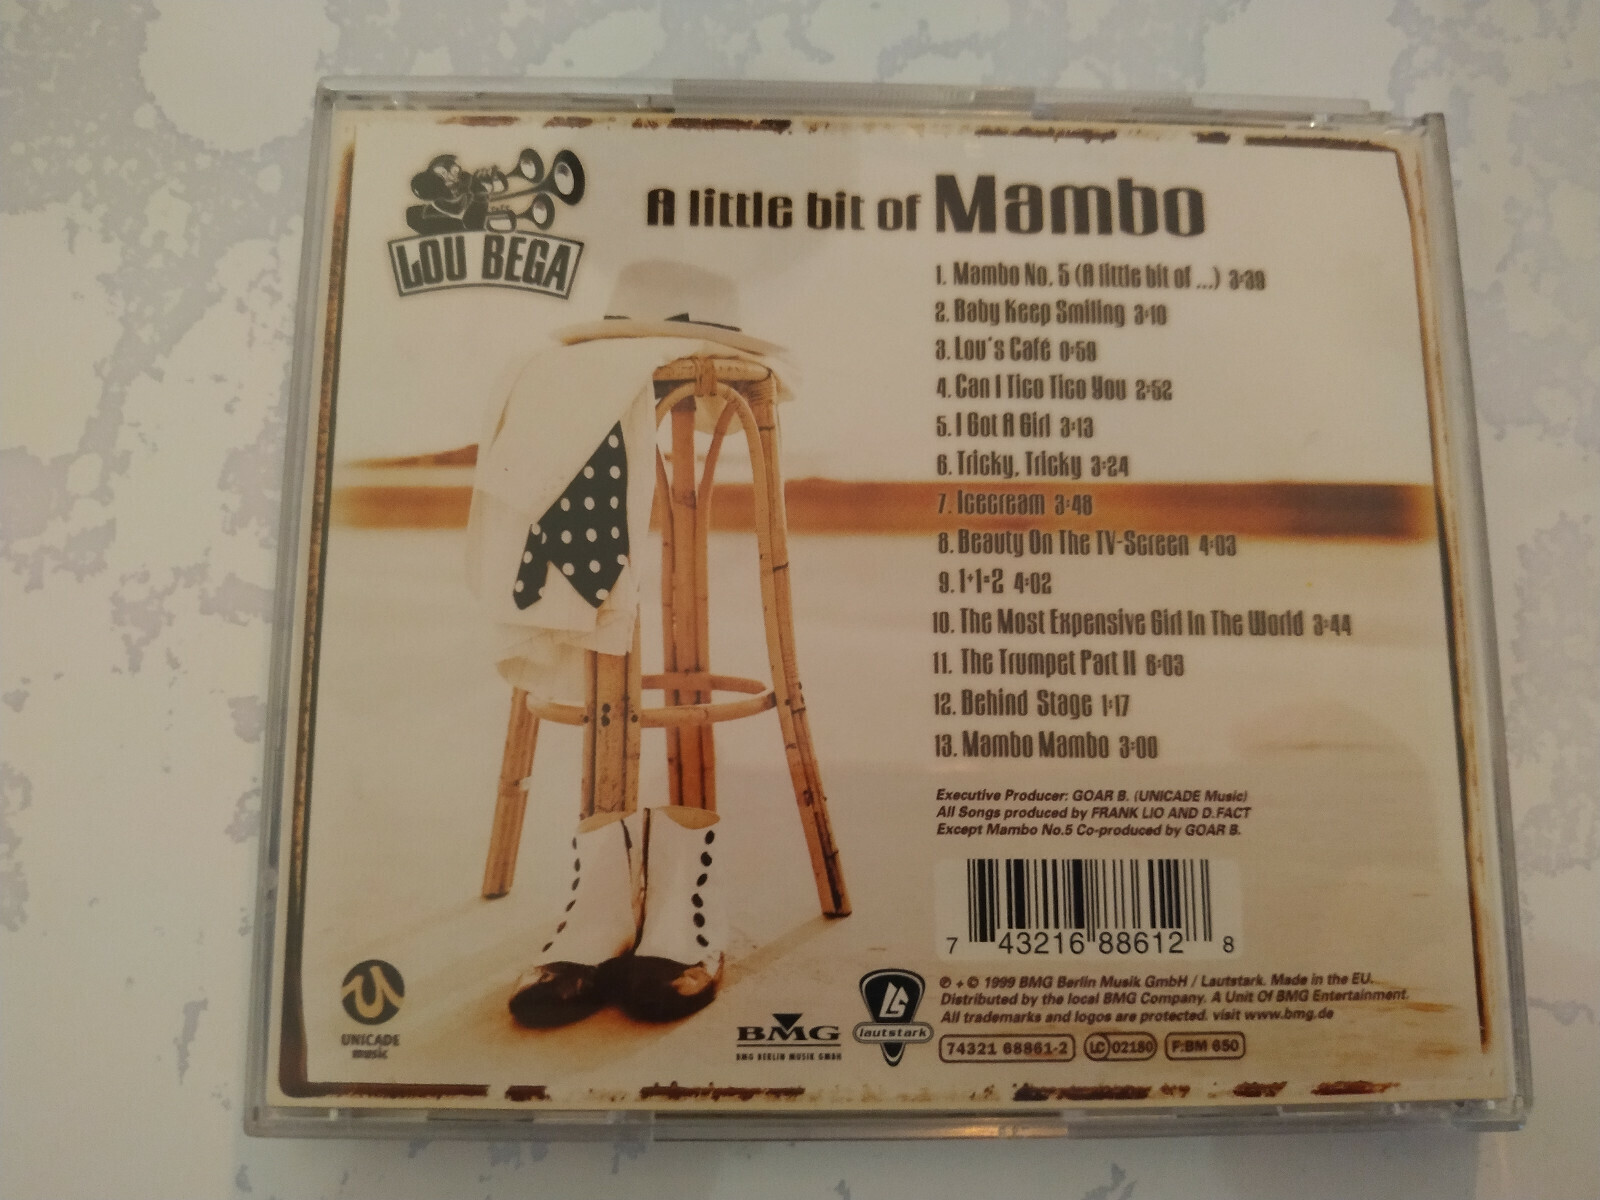 LOU BEGA
A little bit of Mambo
1. Mambo No. 5 (A little bit of ...) 3:39
2. Baby Keep Smiling 3:10
3. Lou's Café 0:59
4. Can I Tico Tico You 2:52
5. I Got A Girl 3:13
6. Tricky, Tricky 3:24
7. Icecream 3:48
8. Beauty On The TV-Screen 4:03
9. 1+1=2 4:02
10. The Most Expensive Girl In The World 3:44
11. The Trumpet Part II 6:03
12. Behind Stage 1:17
13. Mambo Mambo 3:00
Executive Producer: GOAR B. (UNICADE Music)
All Songs produced by FRANK LIO AND D.FACT
Except Mambo No.5 Co-produced by GOAR B.
7 43216 88612 8
℗ + © 1999 BMG Berlin Musik GmbH / Lautstark. Made in the EU.
Distributed by the local BMG Company. A Unit Of BMG Entertainment.
All trademarks and logos are protected. visit www.bmg.de
74321 68861-2 LC 02180 F:BM 650
UNICADE
music
BMG
BMG BERLIN MUSIK GMBH
LS
lautstark